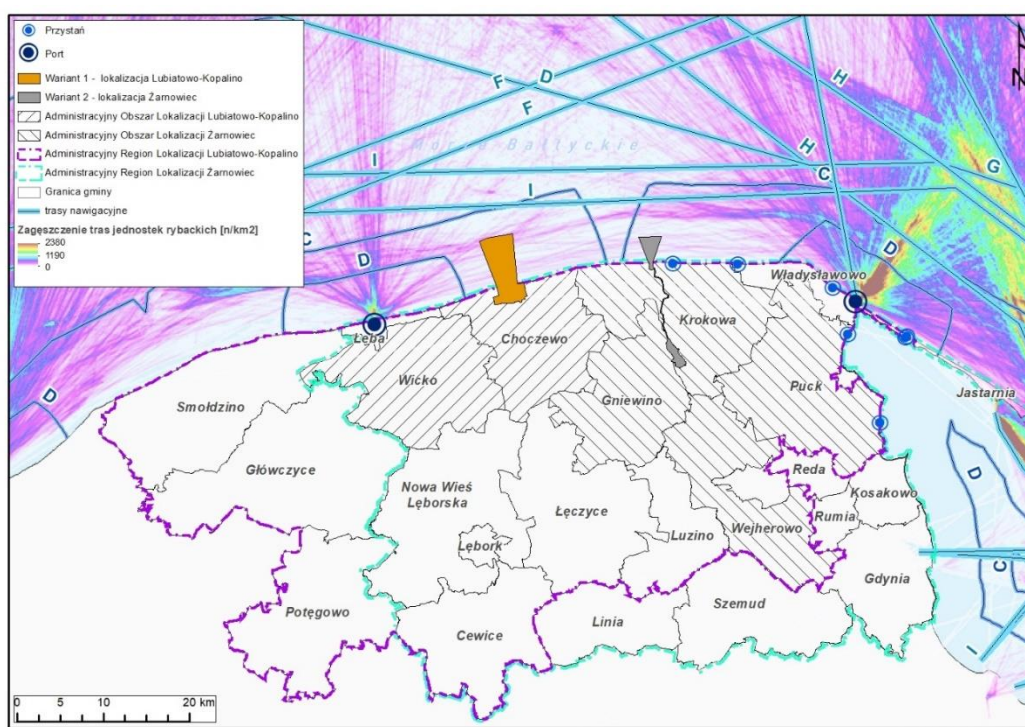 Przystań
Port
Wariant 1 - lokalizacja Lubiatowo-Kopalino
Wariant 2 - lokalizacja Żarnowiec
Administracyjny Obszar Lokalizacji Lubiatowo-Kopalino
Administracyjny Obszar Lokalizacji Żarnowiec
Administracyjny Region Lokalizacji Lubiatowo-Kopalino
Administracyjny Region Lokalizacji Żarnowiec
Granica gminy
trasy nawigacyjne
Zagęszczenie tras jednostek rybackich [n/km2]
2380
1190
0
N
F
D
F
H
H
G
I
C
I
Morze Bałtyckie
C
D
D
D
D
D
C
I
Władysławowo
Łeba
Choczewo
Krokowa
Wićko
Puck
Jastarnia
Smołdzino
Gniewino
Główczyce
Nowa Wieś
Lęborska
Reda
Kosakowo
Łęczyce
Rumia
Luzino
Wejherowo
Lębork
Gdynia
Potęgowo
Szemud
Cewice
Linia
0 5 10 20 km